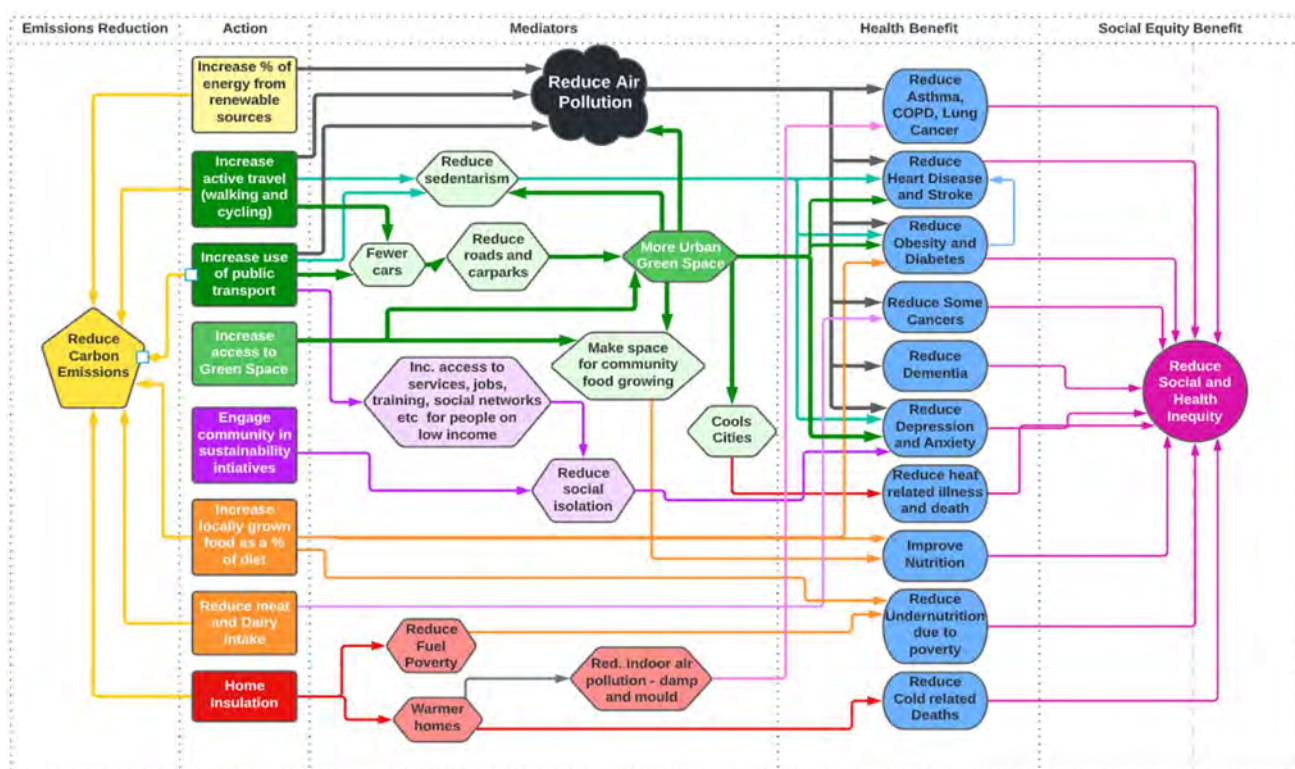 Emissions Reduction
Action
Mediators
Health Benefit
Social Equity Benefit
Increase % of
energy from
renewable
sources
Increase
active travel
(walking and
cycling)
Increase use
of public
transport
Increase
access to
Green Space
Engage
community in
sustainability
intiatives
Increase
locally grown
food as a %
of diet
Reduce meat
and Dairy
intake
Home
Insulation
Reduce
Carbon
Emissions
Reduce Air
Pollution
Reduce
sedentarism
Fewer
cars
Reduce
roads and
carparks
More Urban
Green Space
Make space
for community
food growing
Inc. access to
services, jobs,
training, social networks
etc for people on
low income
Cools
Cities
Reduce
social
isolation
Reduce
Fuel
Poverty
Red. indoor air
pollution - damp
and mould
Warmer
homes
Reduce
Asthma,
COPD, Lung
Cancer
Reduce
Heart Disease
and Stroke
Reduce
Obesity and
Diabetes
Reduce Some
Cancers
Reduce
Dementia
Reduce
Depression
and Anxiety
Reduce heat
related illness
and death
Improve
Nutrition
Reduce
Undernutrition
due to
poverty
Reduce
Cold related
Deaths
Reduce
Social and
Health
Inequity